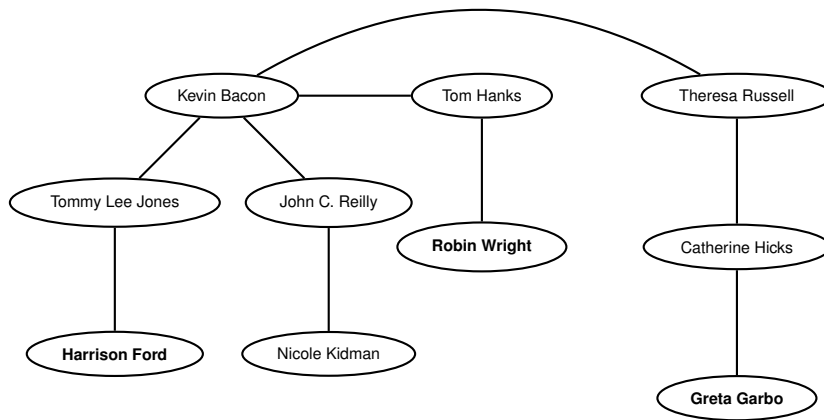 Kevin Bacon
Tom Hanks
Theresa Russell
Tommy Lee Jones
John C. Reilly
Robin Wright
Catherine Hicks
Harrison Ford
Nicole Kidman
Greta Garbo